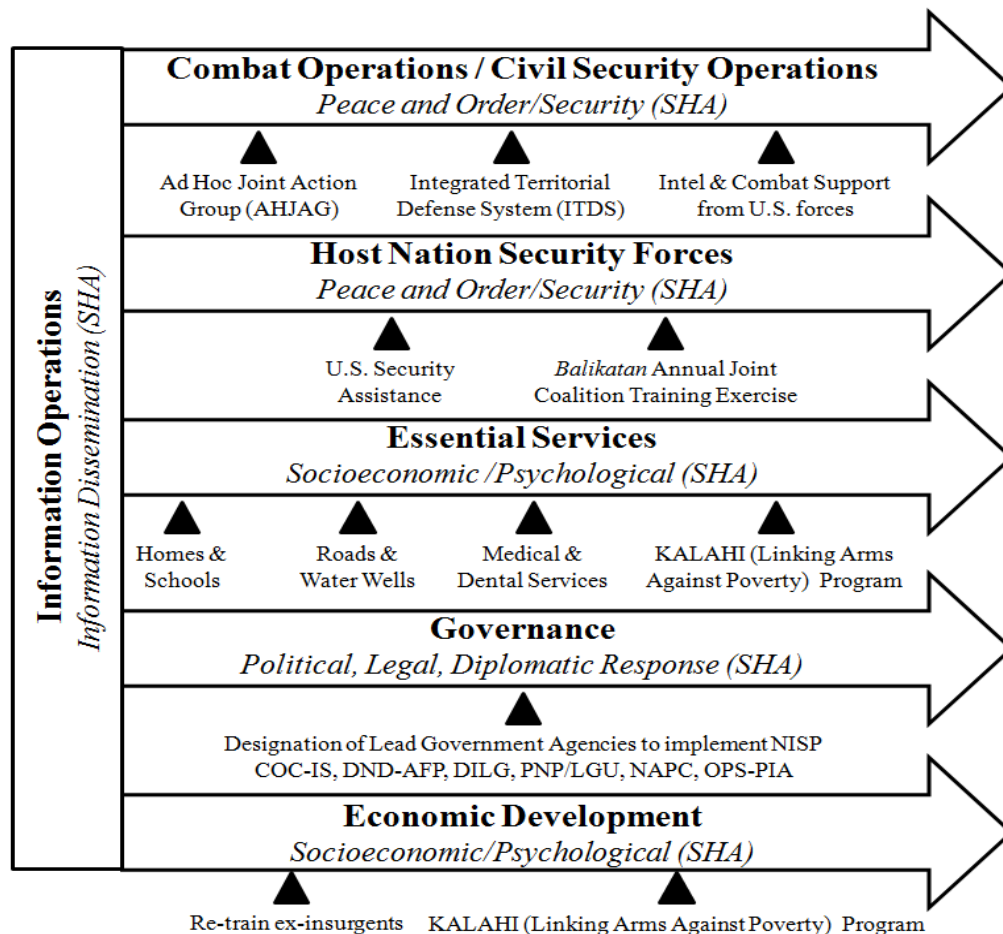 Information Operations
Information Dissemination (SHA)
Combat Operations / Civil Security Operations
Peace and Order/Security (SHA)
Ad Hoc Joint Action
Group (AHJAG)
Integrated Territorial
Defense System (ITDS)
Intel & Combat Support
from U.S. forces
Host Nation Security Forces
Peace and Order/Security (SHA)
U.S. Security
Assistance
Balikatan Annual Joint
Coalition Training Exercise
Essential Services
Socioeconomic /Psychological (SHA)
Homes &
Schools
Roads &
Water Wells
Medical &
Dental Services
KALAHI (Linking Arms
Against Poverty) Program
Governance
Political, Legal, Diplomatic Response (SHA)
Designation of Lead Government Agencies to implement NISP
COC-IS, DND-AFP, DILG, PNP/LGU, NAPC, OPS-PIA
Economic Development
Socioeconomic/Psychological (SHA)
Re-train ex-insurgents
KALAHI (Linking Arms Against Poverty) Program